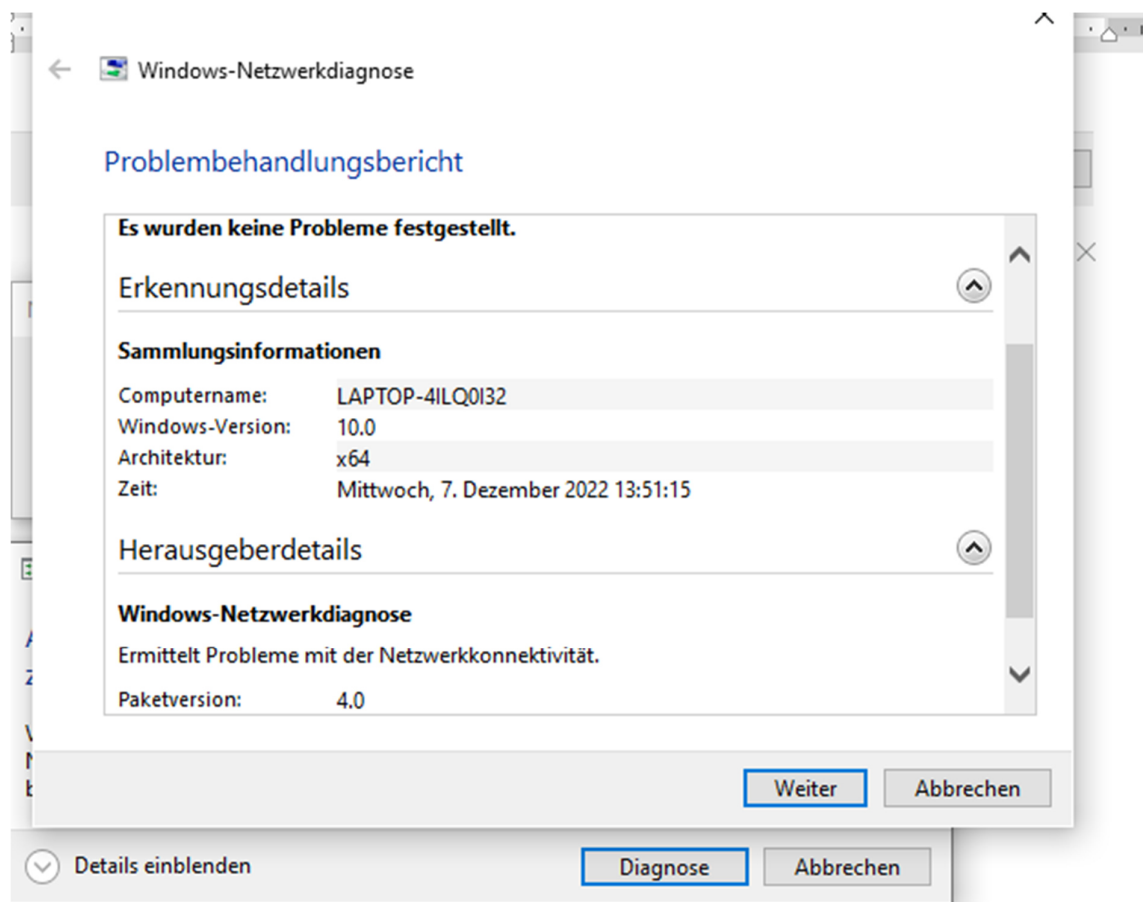 Windows-Netzwerkdiagnose
Problembehandlungsbericht
Es wurden keine Probleme festgestellt.
Erkennungsdetails
Sammlungsinformationen
Computername: LAPTOP-4ILQ0I32
Windows-Version: 10.0
Architektur: x64
Zeit: Mittwoch, 7. Dezember 2022 13:51:15
Herausgeberdetails
Windows-Netzwerkdiagnose
Ermittelt Probleme mit der Netzwerkkonnektivität.
Paketversion: 4.0
Weiter Abbrechen
Details einblenden Diagnose Abbrechen